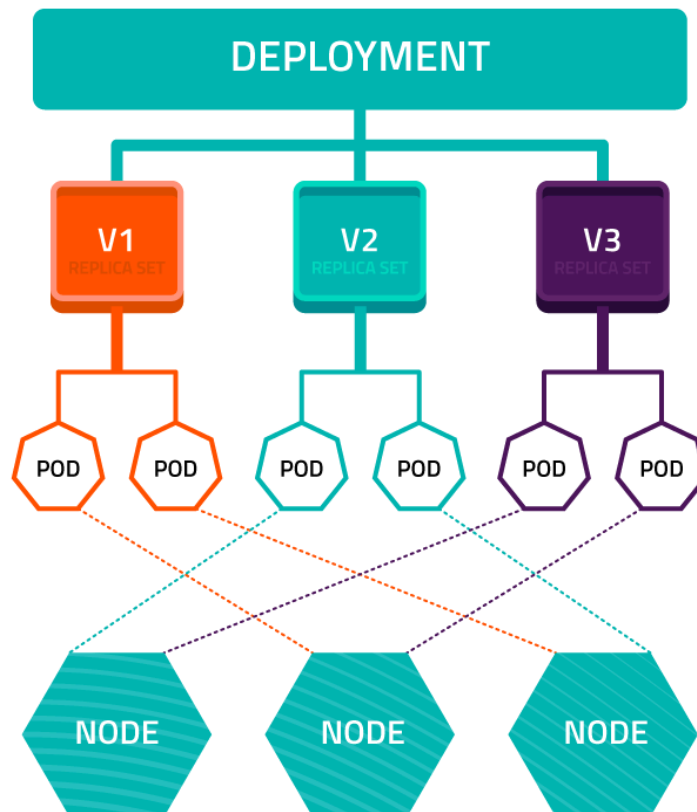 DEPLOYMENT
V1
REPLICA SET
V2
REPLICA SET
V3
REPLICA SET
POD
POD
POD
POD
POD
POD
NODE
NODE
NODE